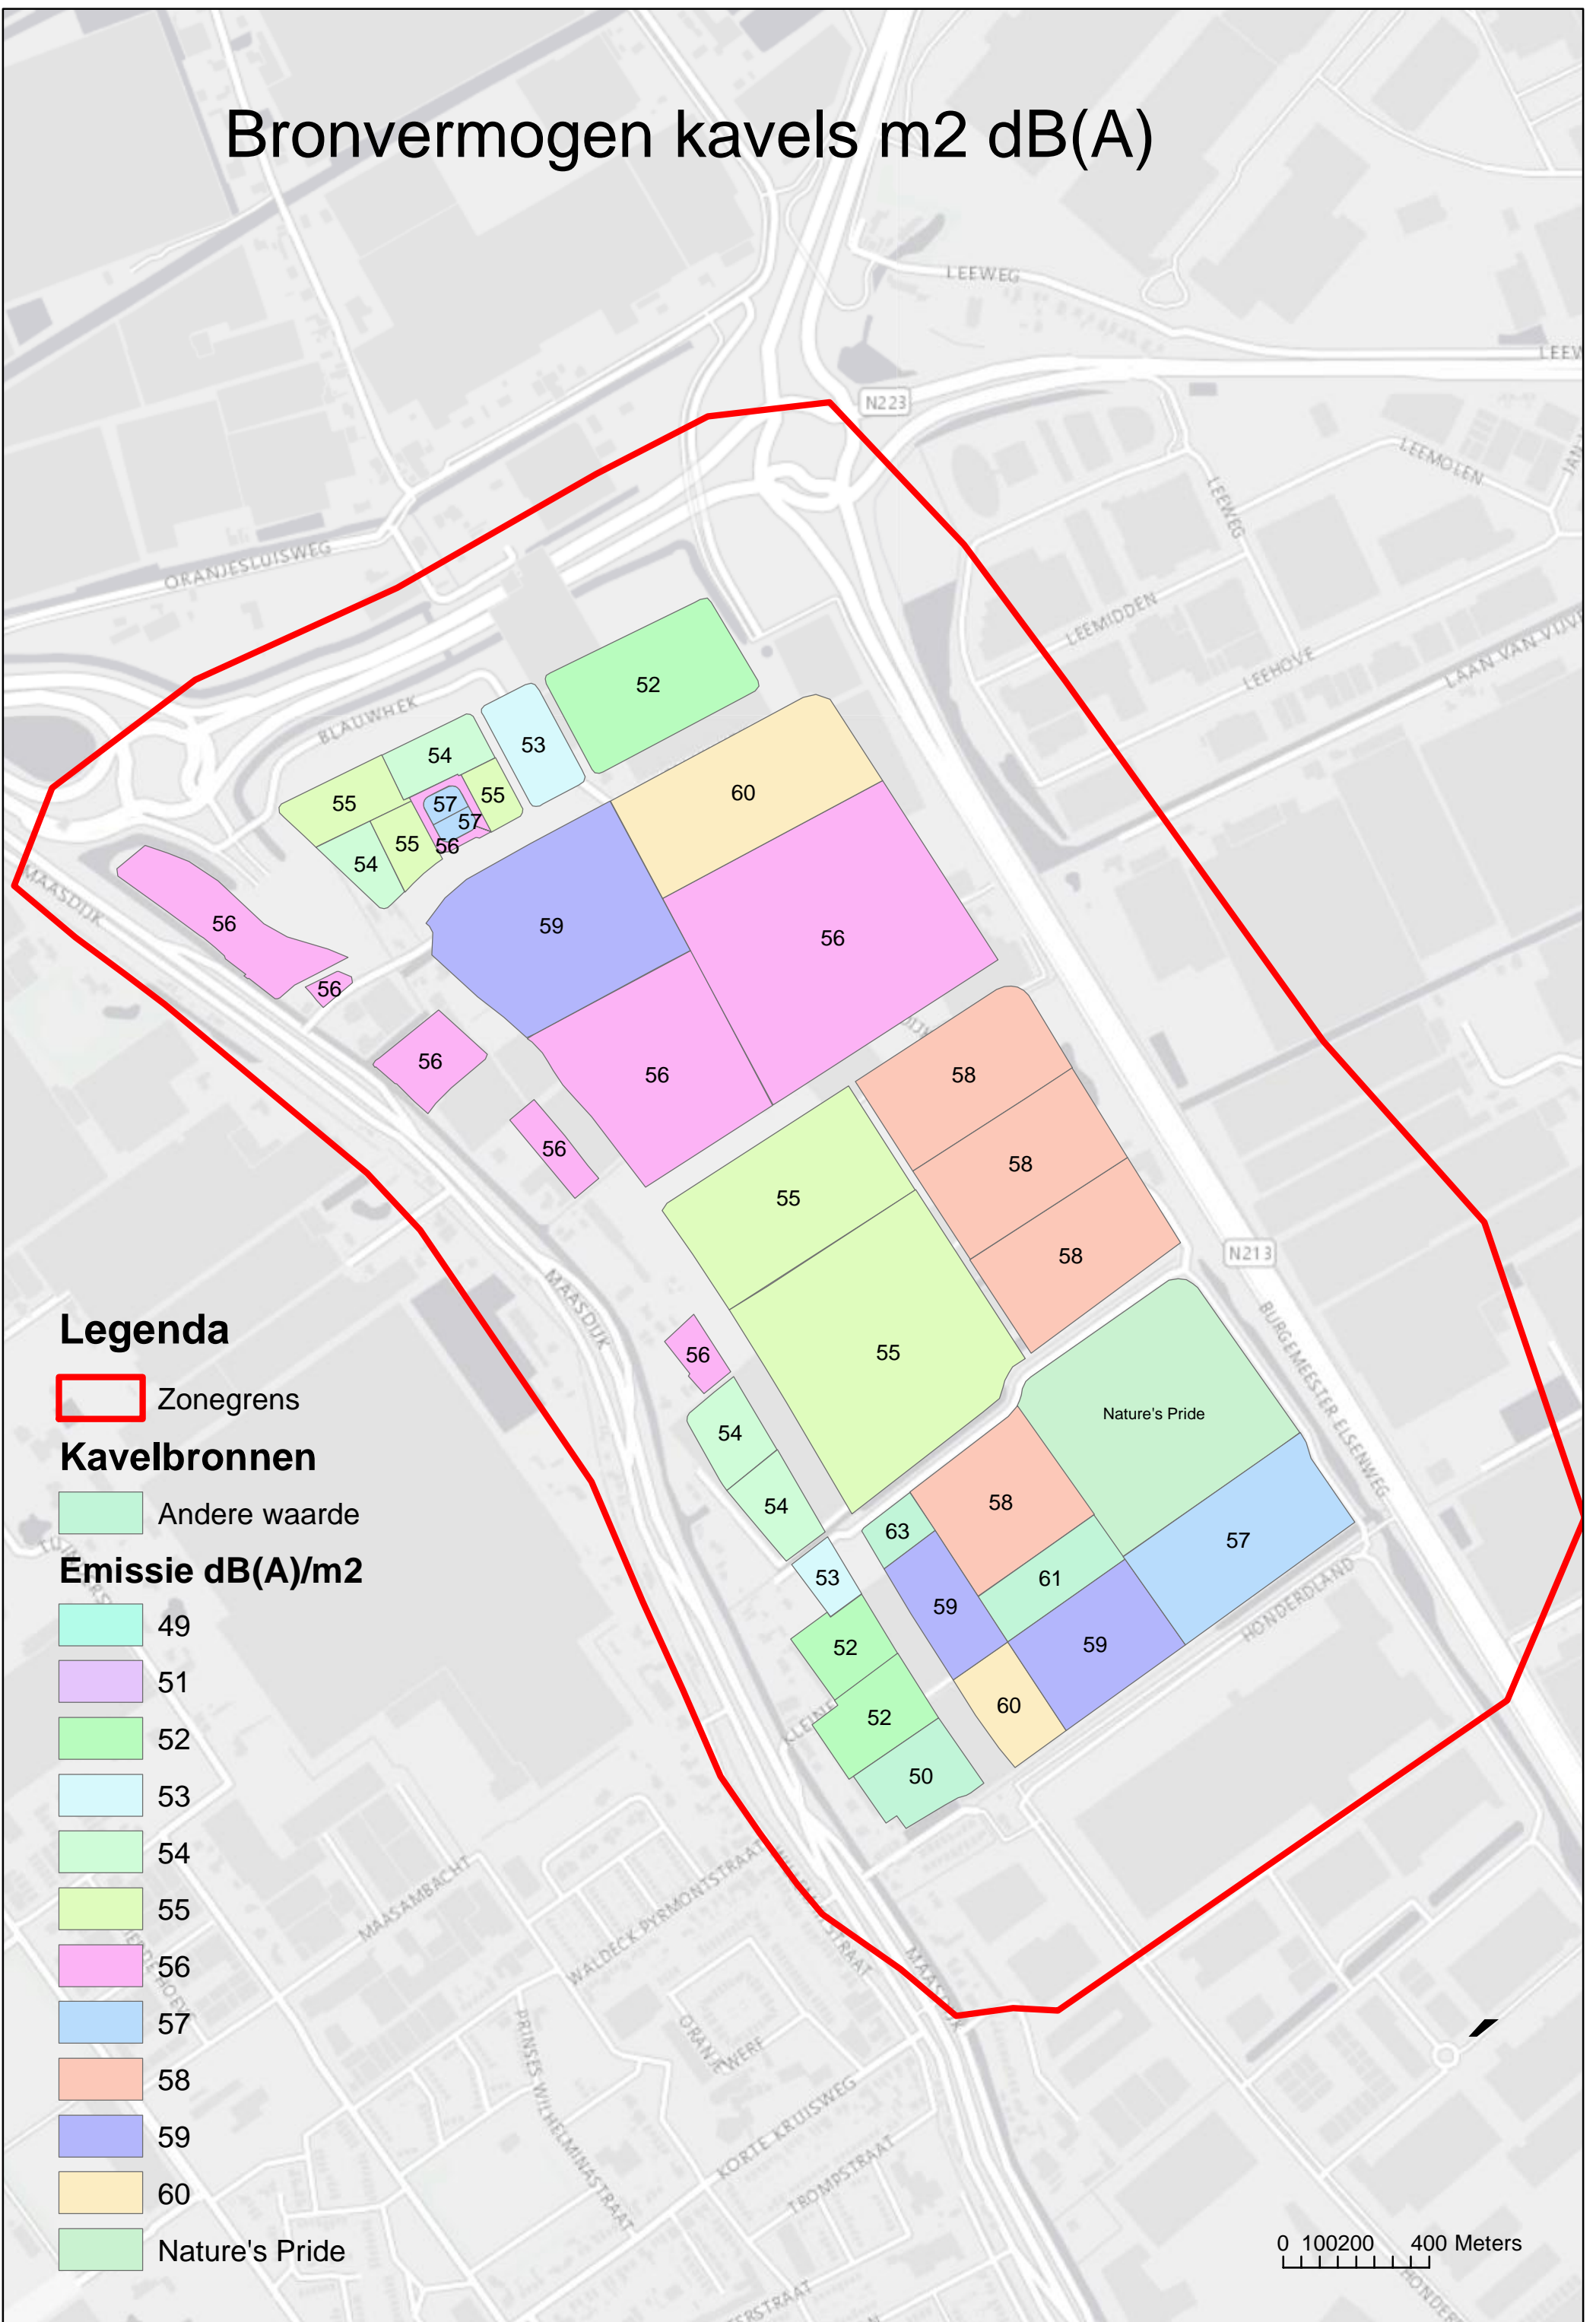 Bronvermogen kavels m2 dB(A)
LEEWEG
LEEW
N223
LEEMOLEN
LEEWEG
ORANJESLUISWEG
LEEMIDDEN
LEEHOVE
LAAN VAN VIJVE
BLAUWHEK
52
53
54
55
57
55
57
56
55
54
60
59
56
MAASDIJK
56
56
56
56
58
56
58
55
58
N213
MAASDIJK
BURGEMEESTER ELSENWEG
56
55
Nature's Pride
54
54
58
63
57
53
61
59
59
HONDERDLAND
52
60
52
50
Legenda
Zonegrens
Kavelbronnen
Andere waarde
Emissie dB(A)/m2
49
51
52
53
54
55
56
57
58
59
60
Nature's Pride
MAASAMBACHT
WALDECK PYRMONTSTRAAT
MAASDIJK
PRINSES WILHELMINASTRAAT
KORTE KRUISWEG
TROMPSTRAAT
0 100200 400 Meters